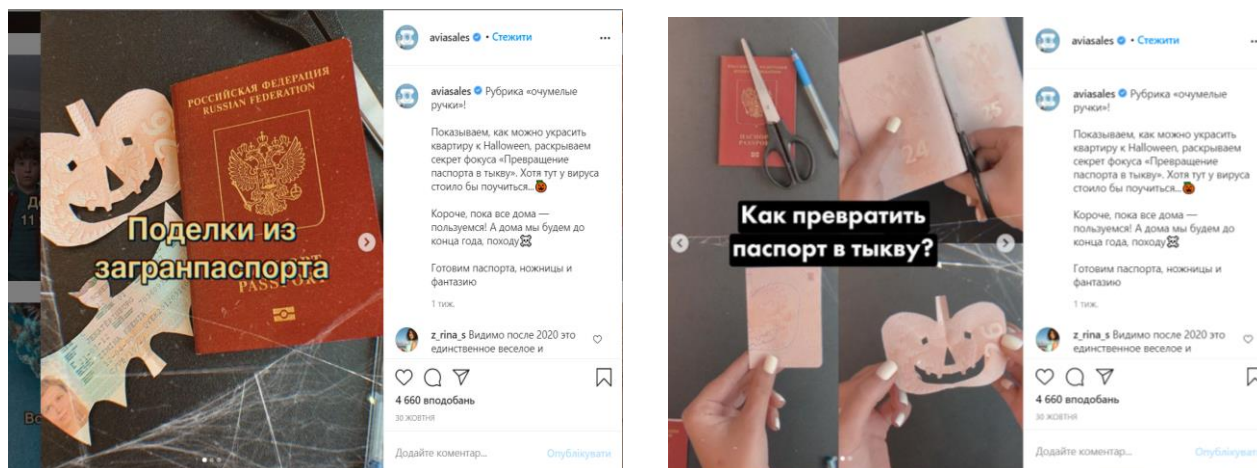 РОССИЙСКАЯ ФЕДЕРАЦИЯ
RUSSIAN FEDERATION
PASSPORT
Поделки из
загранпаспорта
26
aviasales • Стежити
aviasales Рубрика «очумелые
ручки»!
Показываем, как можно украсить
квартиру к Halloween, раскрываем
секрет фокуса «Превращение
паспорта в тыкву». Хотя тут у вируса
стоило бы поучиться...
Короче, пока все дома —
пользуемся! А дома мы будем до
конца года, походу
Готовим паспорта, ножницы и
фантазию
1 тиж.
z_rina_s Видимо после 2020 это
единственное веселое и
4 660 вподобань
30 ЖОВТНЯ
Додайте коментар...
Опублікувати
ПАСПОРТ
PASSPORT
24
25
Как превратить
паспорт в тыкву?
26
aviasales • Стежити
aviasales Рубрика «очумелые
ручки»!
Показываем, как можно украсить
квартиру к Halloween, раскрываем
секрет фокуса «Превращение
паспорта в тыкву». Хотя тут у вируса
стоило бы поучиться...
Короче, пока все дома —
пользуемся! А дома мы будем до
конца года, походу
Готовим паспорта, ножницы и
фантазию
1 тиж.
z_rina_s Видимо после 2020 это
единственное веселое и
4 660 вподобань
30 ЖОВТНЯ
Додайте коментар...
Опублікувати